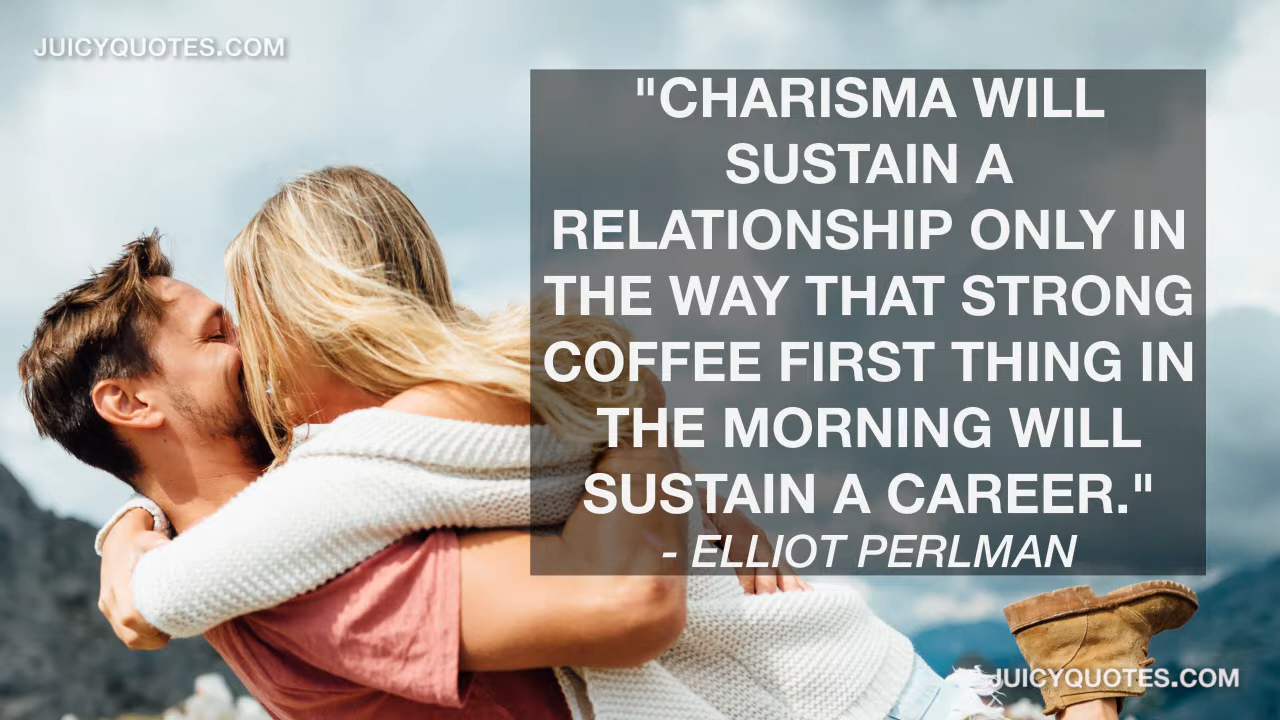 JUICYQUOTES.COM
"CHARISMA WILL
SUSTAIN A
RELATIONSHIP ONLY IN
THE WAY THAT STRONG
COFFEE FIRST THING IN
THE MORNING WILL
SUSTAIN A CAREER."
- ELLIOT PERLMAN
JUICYQUOTES.COM